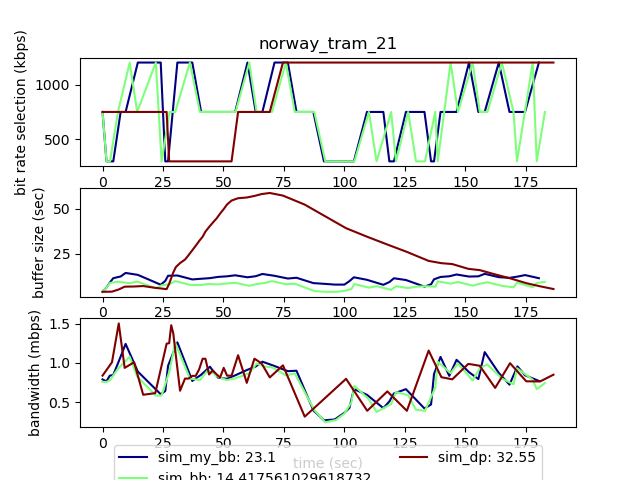 norway_tram_21
bit rate selection (kbps)
1000
500
0 25 50 75 100 125 150 175
buffer size (sec)
50
25
0 25 50 75 100 125 150 175
bandwidth (mbps)
1.5
1.0
0.5
0 25 50 75 100 125 150 175
time (sec)
sim_my_bb: 23.1
sim_dp: 32.55
sim_bb: 14.417561029618732